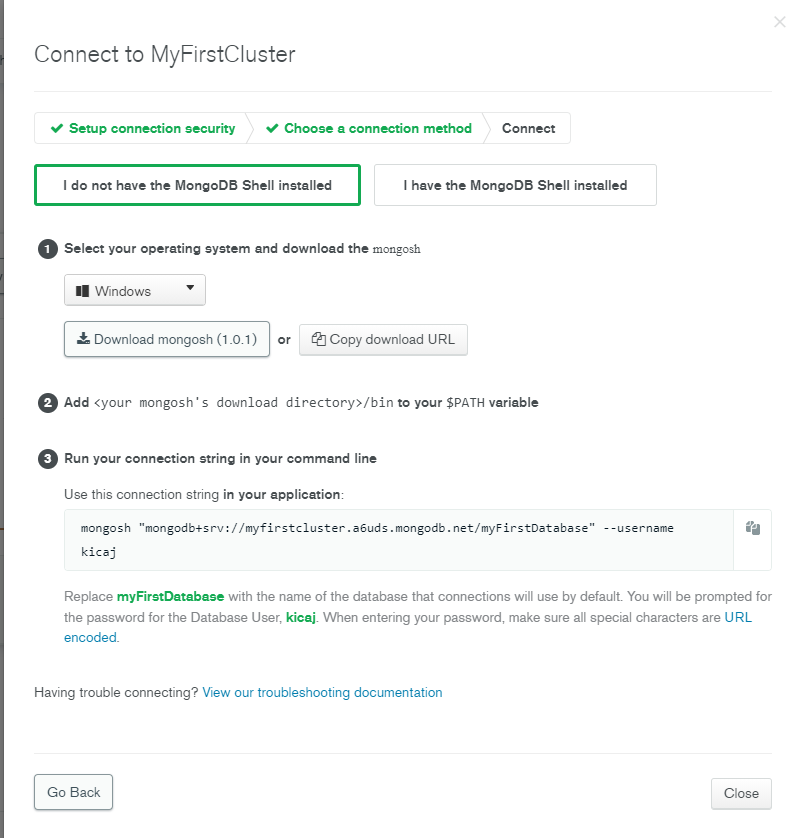 Connect to MyFirstCluster
Setup connection security
Choose a connection method
Connect
I do not have the MongoDB Shell installed
I have the MongoDB Shell installed
1 Select your operating system and download the mongosh
Windows
Download mongosh (1.0.1) or Copy download URL
2 Add <your mongosh's download directory>/bin to your $PATH variable
3 Run your connection string in your command line
Use this connection string in your application:
mongosh "mongodb+srv://myfirstcluster.a6uds.mongodb.net/myFirstDatabase" --username
kicaj
Replace myFirstDatabase with the name of the database that connections will use by default. You will be prompted for
the password for the Database User, kicaj. When entering your password, make sure all special characters are URL
encoded.
Having trouble connecting? View our troubleshooting documentation
Go Back
Close